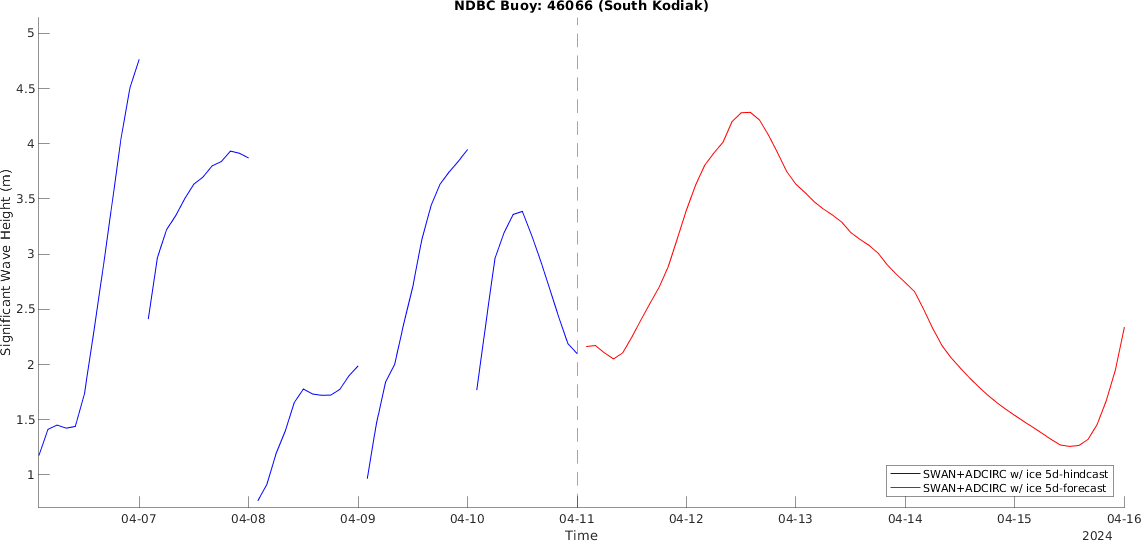 NDBC Buoy: 46066 (South Kodiak)
5
4.5
4
3.5
3
2.5
2
1.5
1
Significant Wave Height (m)
04-07 04-08 04-09 04-10 04-11 04-12 04-13 04-14 04-15 04-16
Time
2024
SWAN+ADCIRC w/ ice 5d-hindcast
SWAN+ADCIRC w/ ice 5d-forecast